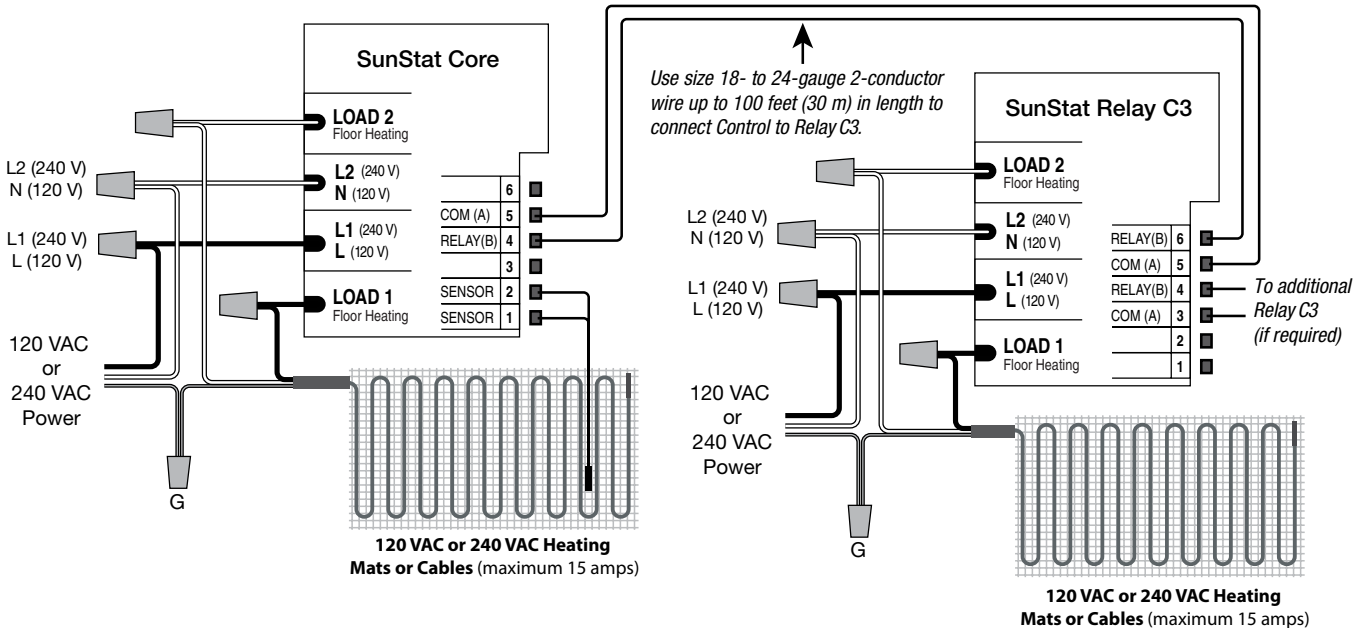 SunStat Core
LOAD 2
Floor Heating
L2 (240 V)
N (120 V)
L1 (240 V)
L (120 V)
LOAD 1
Floor Heating
6
COM (A) 5
RELAY(B) 4
3
SENSOR 2
SENSOR 1
L2 (240 V)
N (120 V)
L1 (240 V)
L (120 V)
120 VAC
or
240 VAC
Power
G
120 VAC or 240 VAC Heating
Mats or Cables (maximum 15 amps)
Use size 18- to 24-gauge 2-conductor
wire up to 100 feet (30 m) in length to
connect Control to Relay C3.
SunStat Relay C3
LOAD 2
Floor Heating
L2 (240 V)
N (120 V)
L1 (240 V)
L (120 V)
LOAD 1
Floor Heating
RELAY(B) 6
COM (A) 5
RELAY(B) 4
COM (A) 3
2
1
To additional
Relay C3
(if required)
L2 (240 V)
N (120 V)
L1 (240 V)
L (120 V)
120 VAC
or
240 VAC
Power
G
120 VAC or 240 VAC Heating
Mats or Cables (maximum 15 amps)